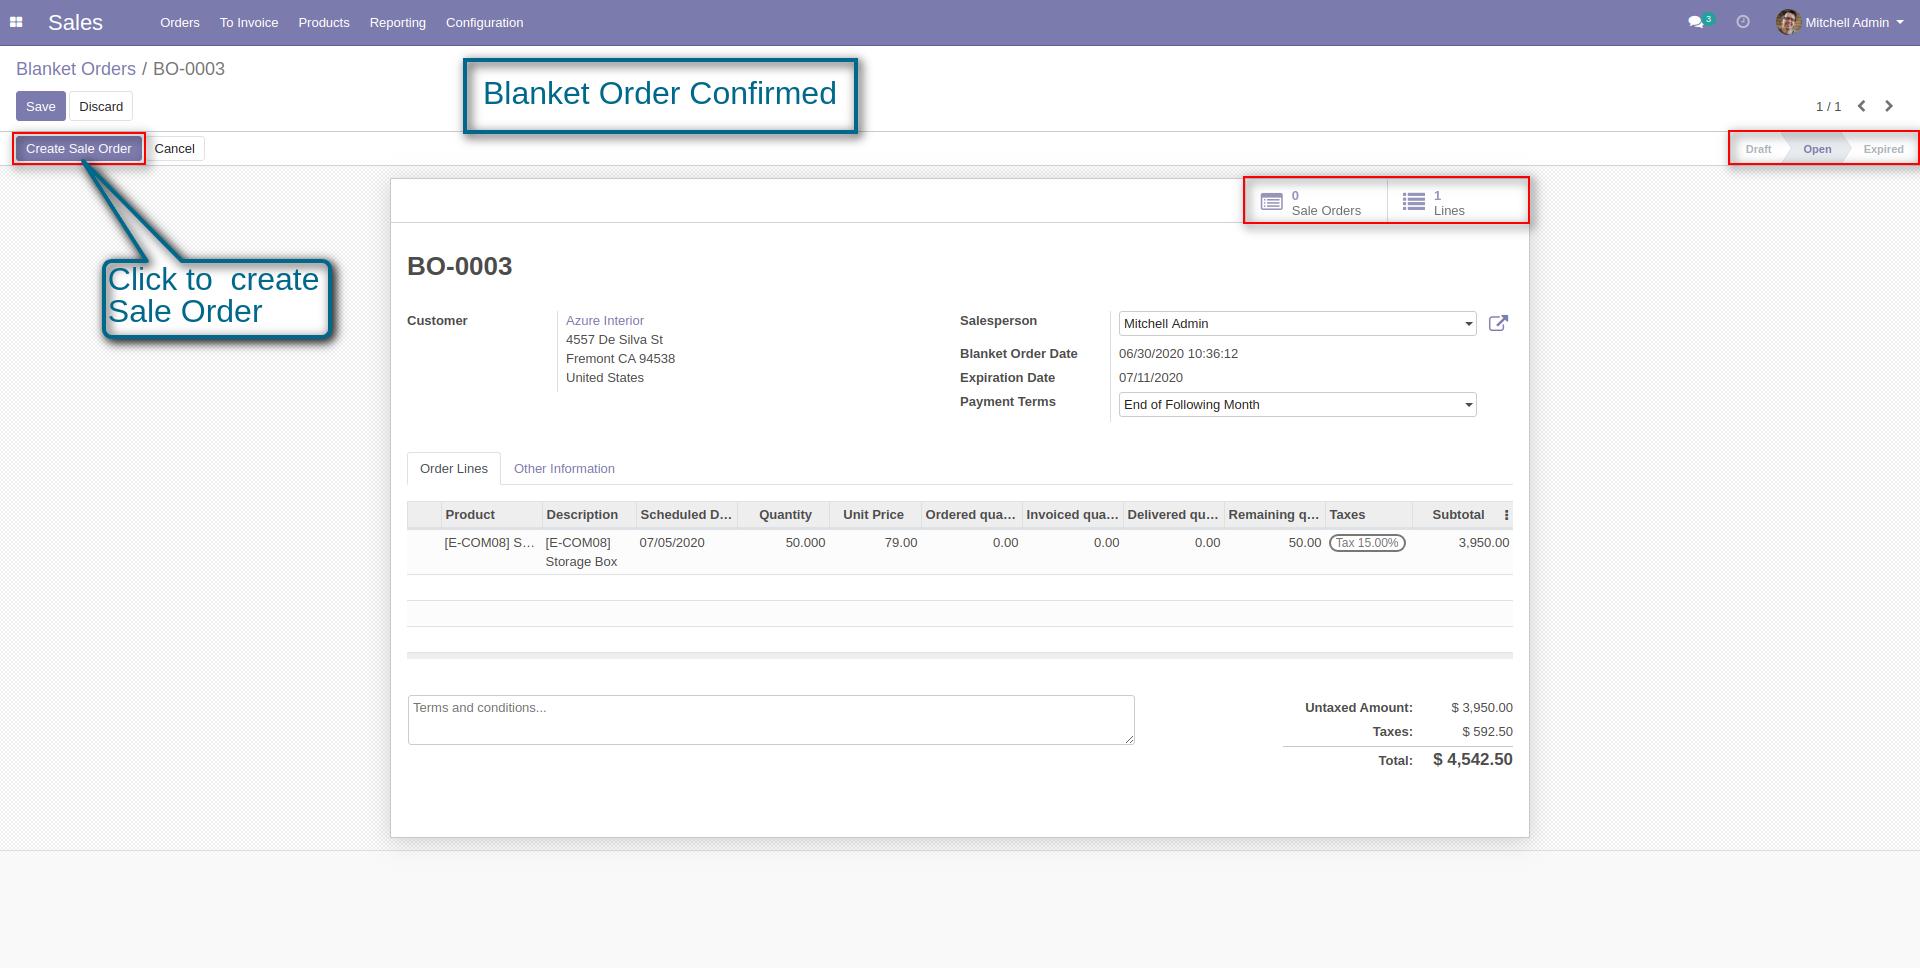 Sales Orders To Invoice Products Reporting Configuration 3 Mitchell Admin
Blanket Orders / BO-0003
Blanket Order Confirmed
Save Discard 1 / 1
Create Sale Order Cancel Draft Open Expired
0 Sale Orders
1 Lines
Click to create
Sale Order
BO-0003
Customer Azure Interior
4557 De Silva St
Fremont CA 94538
United States
Salesperson Mitchell Admin
Blanket Order Date 06/30/2020 10:36:12
Expiration Date 07/11/2020
Payment Terms End of Following Month
Order Lines Other Information
Product Description Scheduled D... Quantity Unit Price Ordered qua... Invoiced qua... Delivered qu... Remaining q... Taxes Subtotal
[E-COM08] S... [E-COM08] 07/05/2020 50.000 79.00 0.00 0.00 0.00 50.00 Tax 15.00% 3,950.00
Storage Box
Terms and conditions...
Untaxed Amount: $ 3,950.00
Taxes: $ 592.50
Total: $ 4,542.50